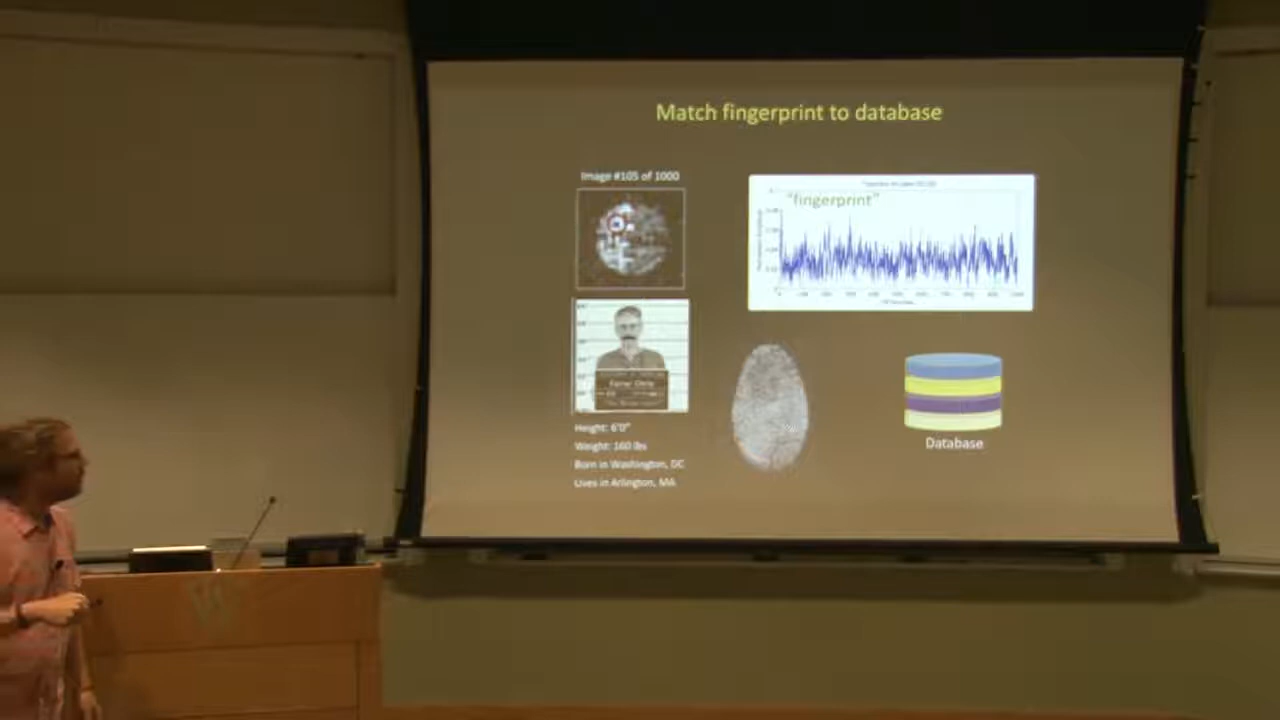 Match fingerprint to database
Image #105 of 1000
"fingerprint"
Height: 6'0"
Weight: 160 lbs
Born in Washington, DC
Lives in Arlington, MA
Database
W